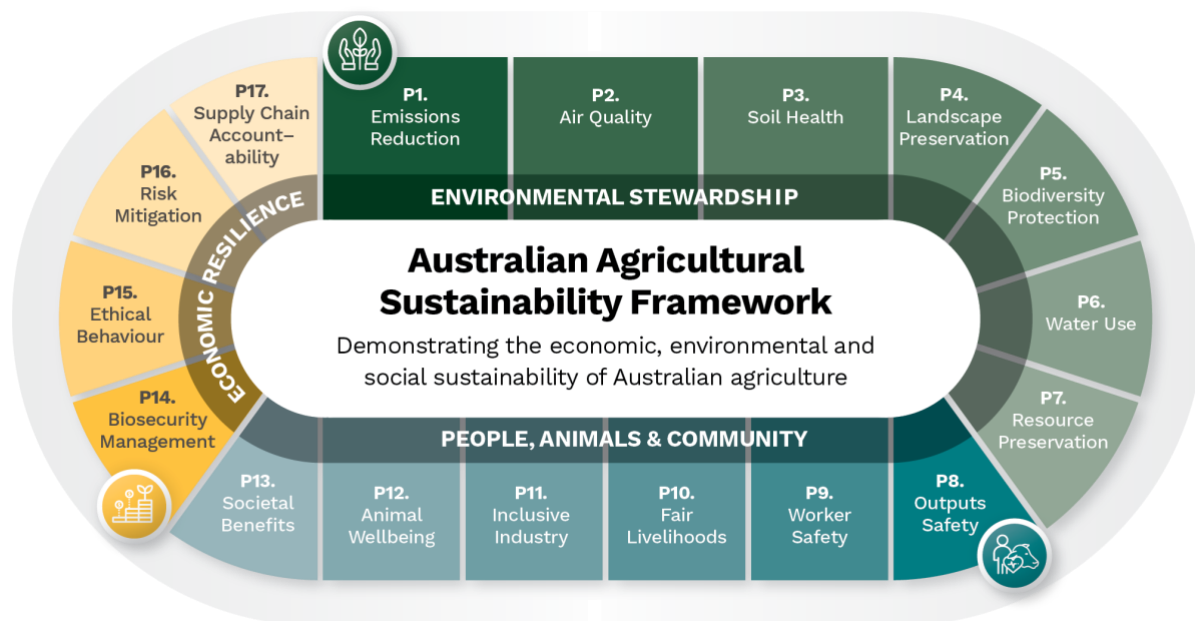 Australian Agricultural
Sustainability Framework
Demonstrating the economic, environmental and
social sustainability of Australian agriculture
ENVIRONMENTAL STEWARDSHIP
P1.
Emissions
Reduction
P2.
Air Quality
P3.
Soil Health
P4.
Landscape
Preservation
P5.
Biodiversity
Protection
P6.
Water Use
P7.
Resource
Preservation
PEOPLE, ANIMALS & COMMUNITY
P8.
Outputs
Safety
P9.
Worker
Safety
P10.
Fair
Livelihoods
P11.
Inclusive
Industry
P12.
Animal
Wellbeing
P13.
Societal
Benefits
ECONOMIC RESILIENCE
P14.
Biosecurity
Management
P15.
Ethical
Behaviour
P16.
Risk
Mitigation
P17.
Supply Chain
Account–
ability